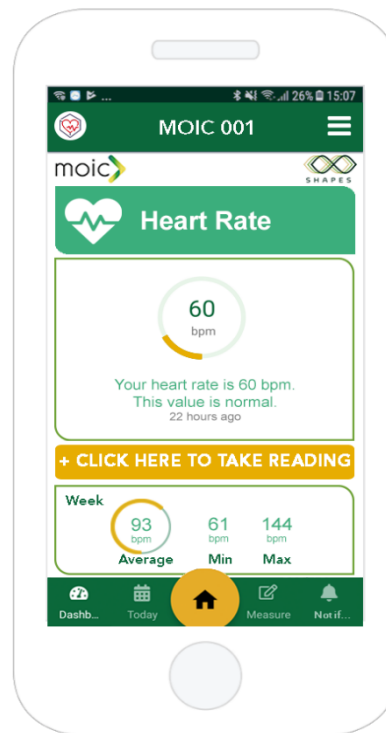 ... 26% 15:07
MOIC 001
moic
SHAPES
Heart Rate
60
bpm
Your heart rate is 60 bpm.
This value is normal.
22 hours ago
+ CLICK HERE TO TAKE READING
Week
93 61 144
bpm bpm bpm
Average Min Max
Dashb... Today Measure Notif...